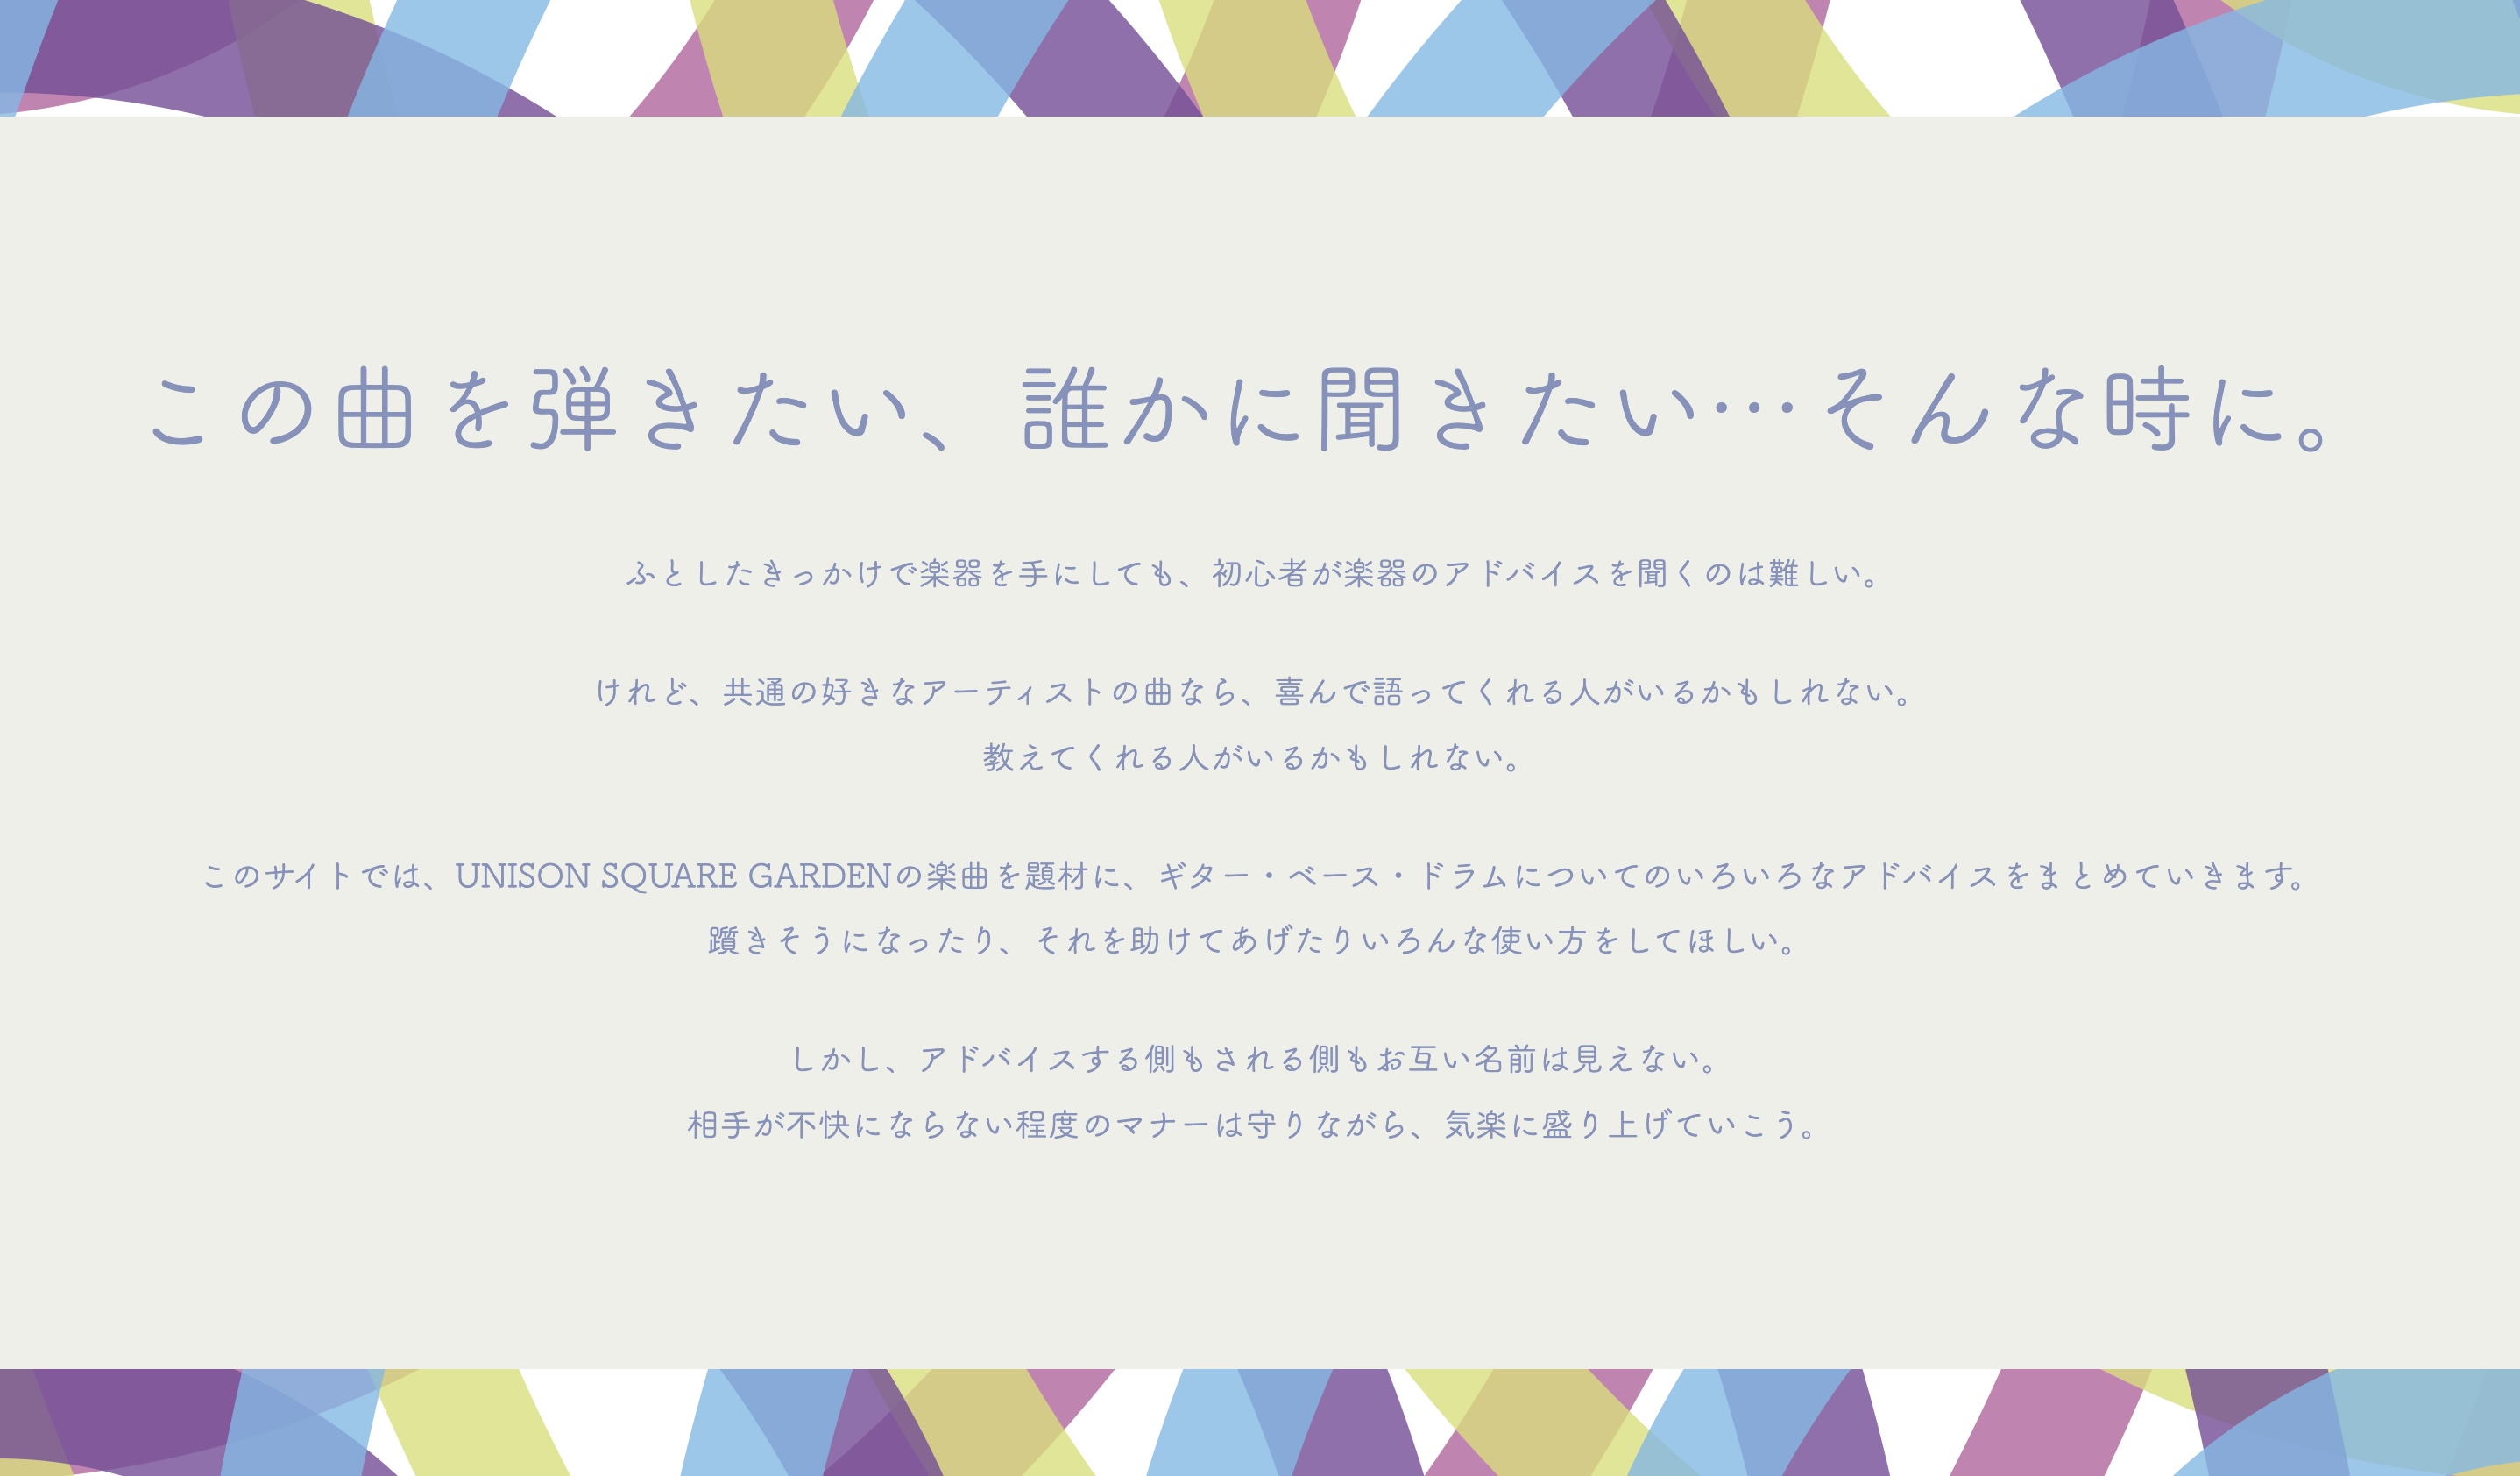 この曲を弾きたい、誰かに聞きたい…そんな時に。
ふとしたきっかけで楽器を手にしても、初心者が楽器のアドバイスを聞くのは難しい。
けれど、共通の好きなアーティストの曲なら、喜んで語ってくれる人がいるかもしれない。
教えてくれる人がいるかもしれない。
このサイトでは、UNISON SQUARE GARDENの楽曲を題材に、ギター・ベース・ドラムについてのいろいろなアドバイスをまとめていきます。
躓きそうになったり、それを助けてあげたりいろんな使い方をしてほしい。
しかし、アドバイスする側もされる側もお互い名前は見えない。
相手が不快にならない程度のマナーは守りながら、気楽に盛り上げていこう。